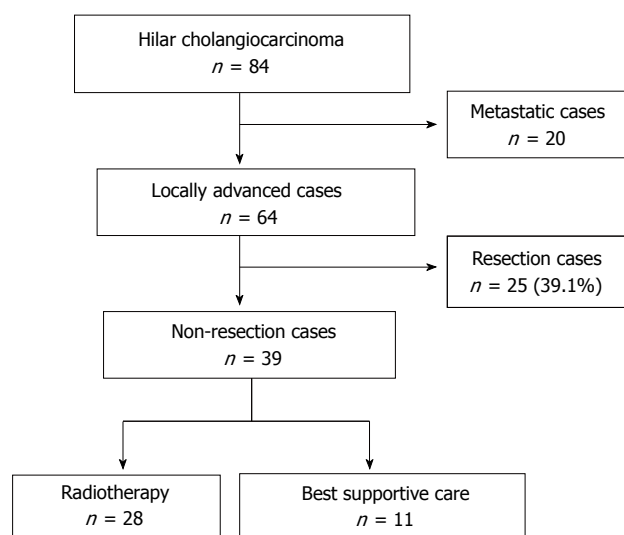 Hilar cholangiocarcinoma
n = 84
Metastatic cases
n = 20
Locally advanced cases
n = 64
Resection cases
n = 25 (39.1%)
Non-resection cases
n = 39
Radiotherapy
n = 28
Best supportive care
n = 11